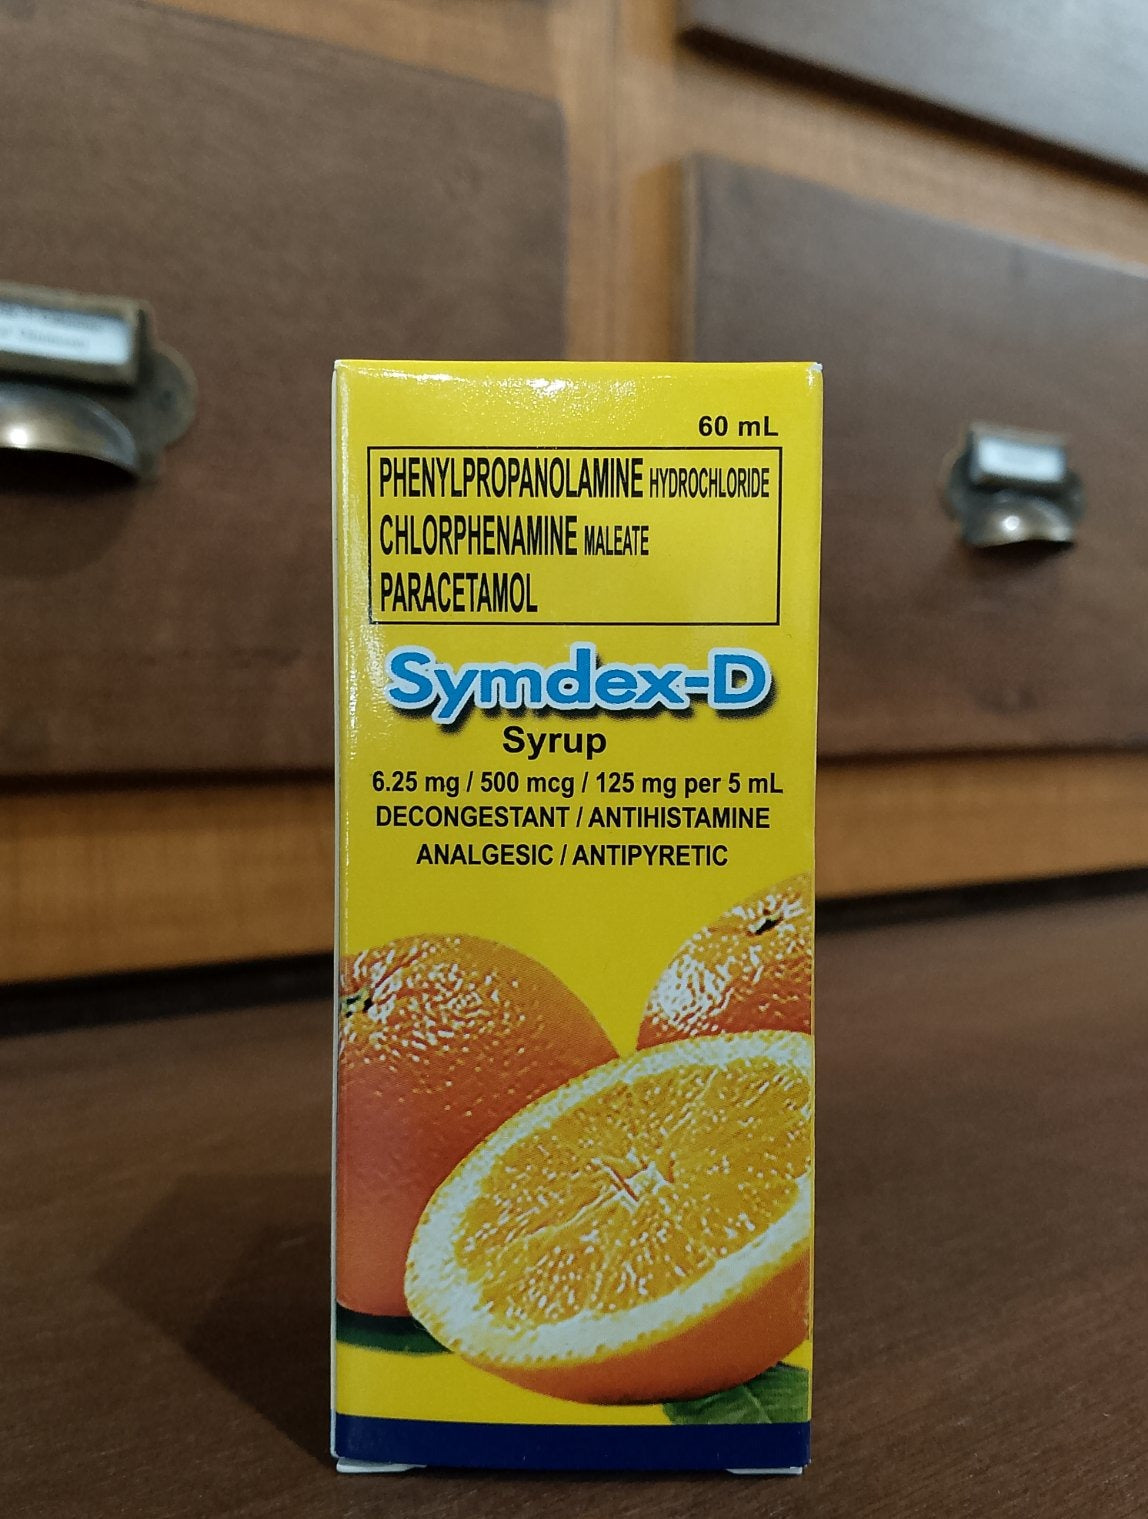 60 mL
PHENYLPROPANOLAMINE HYDROCHLORIDE
CHLORPHENAMINE MALEATE
PARACETAMOL
Symdex-D
Syrup
6.25 mg / 500 mcg / 125 mg per 5 mL
DECONGESTANT / ANTIHISTAMINE
ANALGESIC / ANTIPYRETIC